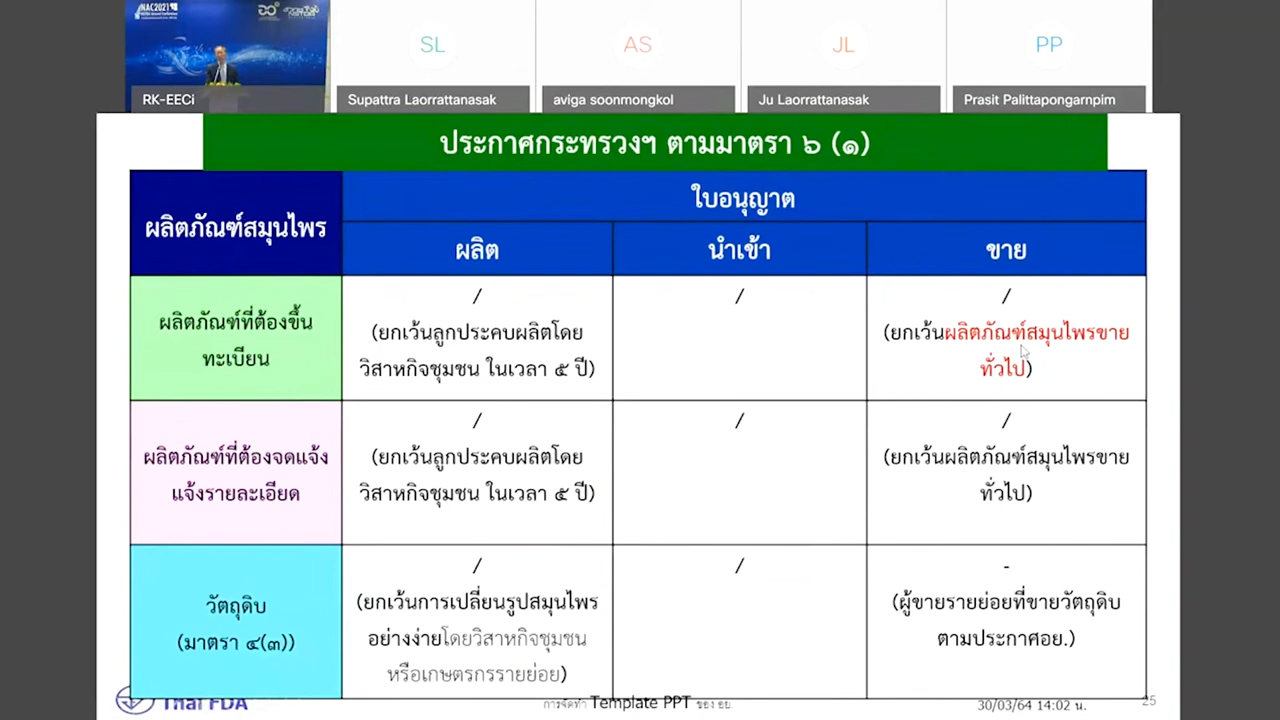 NAC2021
RK-EECi
SL
Supattra Laorrattanasak
AS
aviga soonmongkol
JL
Ju Laorrattanasak
PP
Prasit Palittapongarnpim
ประกาศกระทรวงฯ ตามมาตรา ๖ (๑)
ผลิตภัณฑ์สมุนไพร
ใบอนุญาต
ผลิต
นำเข้า
ขาย
ผลิตภัณฑ์ที่ต้องขึ้น
ทะเบียน
/
(ยกเว้นลูกประคบผลิตโดย
วิสาหกิจชุมชน ในเวลา ๕ ปี)
/
/
(ยกเว้นผลิตภัณฑ์สมุนไพรขาย
ทั่วไป)
ผลิตภัณฑ์ที่ต้องจดแจ้ง
แจ้งรายละเอียด
/
(ยกเว้นลูกประคบผลิตโดย
วิสาหกิจชุมชน ในเวลา ๕ ปี)
/
/
(ยกเว้นผลิตภัณฑ์สมุนไพรขาย
ทั่วไป)
วัตถุดิบ
(มาตรา ๔(๓))
/
(ยกเว้นการเปลี่ยนรูปสมุนไพร
อย่างง่ายโดยวิสาหกิจชุมชน
หรือเกษตรกรรายย่อย)
/
-
(ผู้ขายรายย่อยที่ขายวัตถุดิบ
ตามประกาศอย.)
Thai FDA
การจัดทำ Template PPT ของ อย.
30/03/64 14:02 น.
25